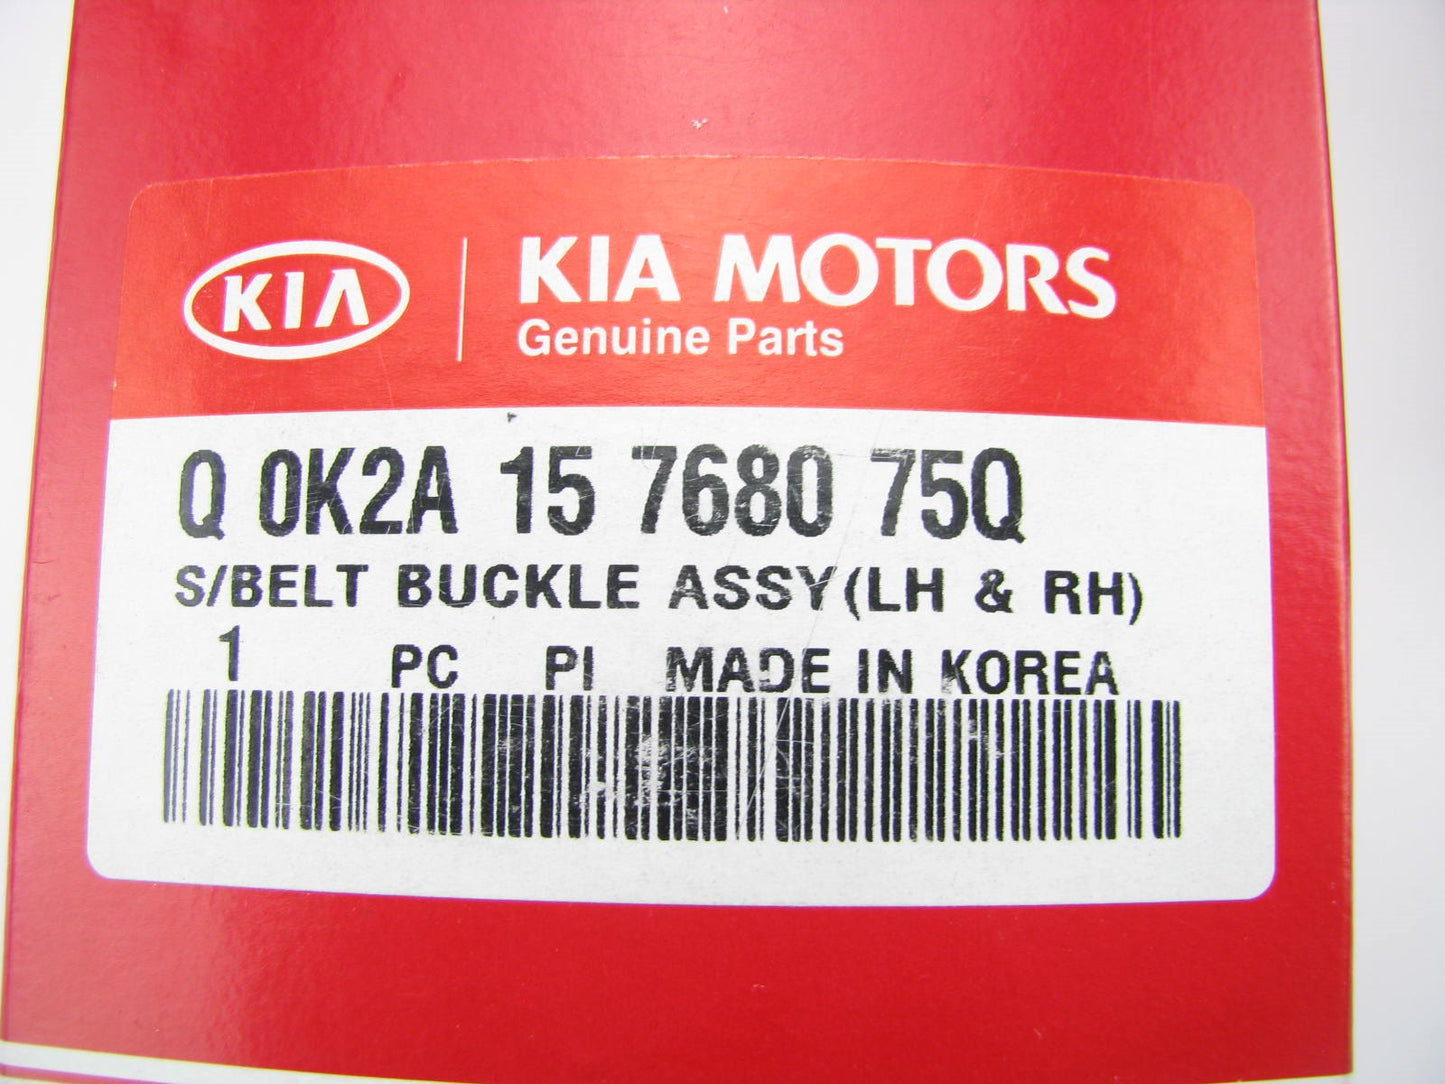 KIA
KIA MOTORS
Genuine Parts
Q 0K2A 15 7680 75Q
S/BELT BUCKLE ASSY(LH & RH)
1 PC PI MADE IN KOREA